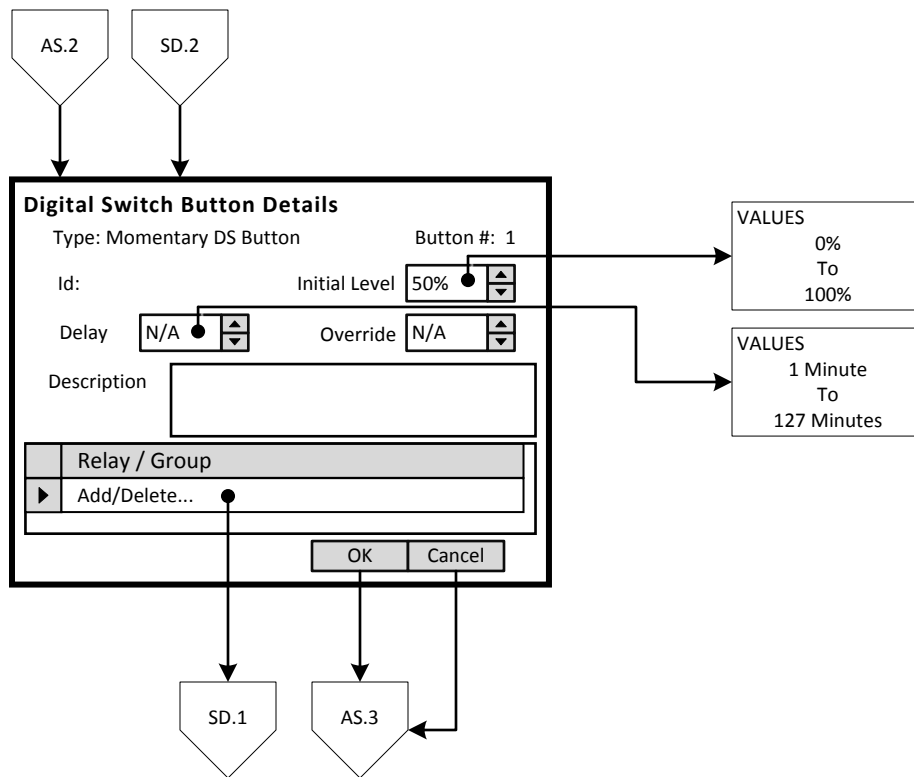 AS.2
SD.2
Digital Switch Button Details
Type: Momentary DS Button
Button #: 1
Id:
Initial Level
50%
Delay
N/A
Override
N/A
Description
Relay / Group
Add/Delete...
OK
Cancel
VALUES
0%
To
100%
VALUES
1 Minute
To
127 Minutes
SD.1
AS.3